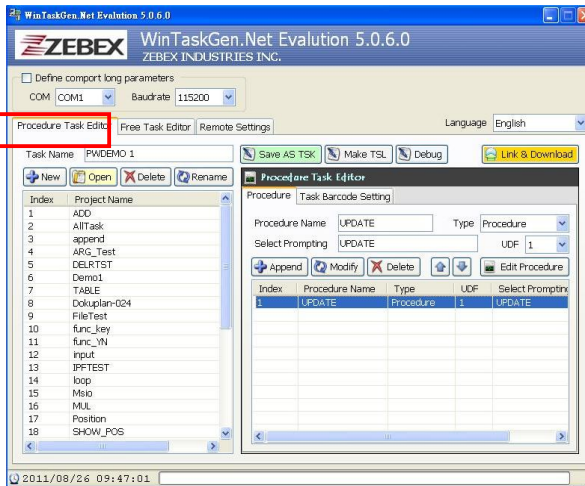 WinTaskGen.Net Evalution 5.0.6.0
ZEBEX
WinTaskGen.Net Evalution 5.0.6.0
ZEBEX INDUSTRIES INC.
Define comport long parameters
COM COM1 Baudrate 115200
Procedure Task Editor Free Task Editor Remote Settings Language English
Task Name PWDEMO 1 Save AS TSK Make TSL Debug Link & Download
New Open Delete Rename
Index Project Name
1 ADD
2 AllTask
3 append
4 ARG_Test
5 DELRTST
6 Demo1
7 TABLE
8 Dokuplan-024
9 FileTest
10 func_key
11 func_YN
12 input
13 IPFTEST
14 loop
15 Msio
16 MUL
17 Position
18 SHOW_POS
Procedure Task Editor
Procedure Task Barcode Setting
Procedure Name UPDATE Type Procedure
Select Prompting UPDATE UDF 1
Append Modify Delete Edit Procedure
Index Procedure Name Type UDF Select Prompting
1 UPDATE Procedure 1 UPDATE
2011/08/26 09:47:01